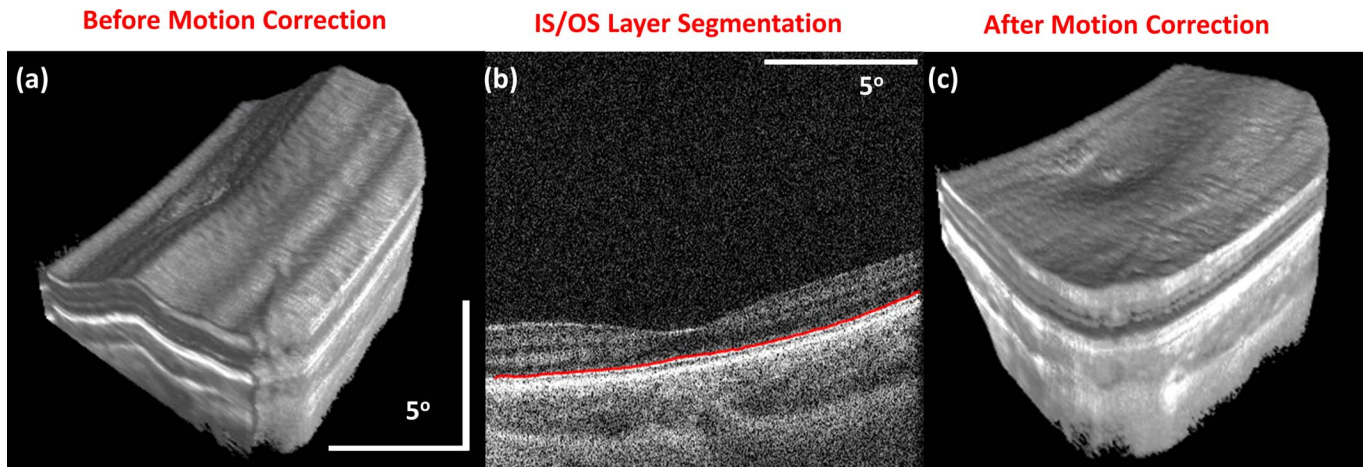 Before Motion Correction
IS/OS Layer Segmentation
After Motion Correction
(a)
(b)
(c)
5°
5°